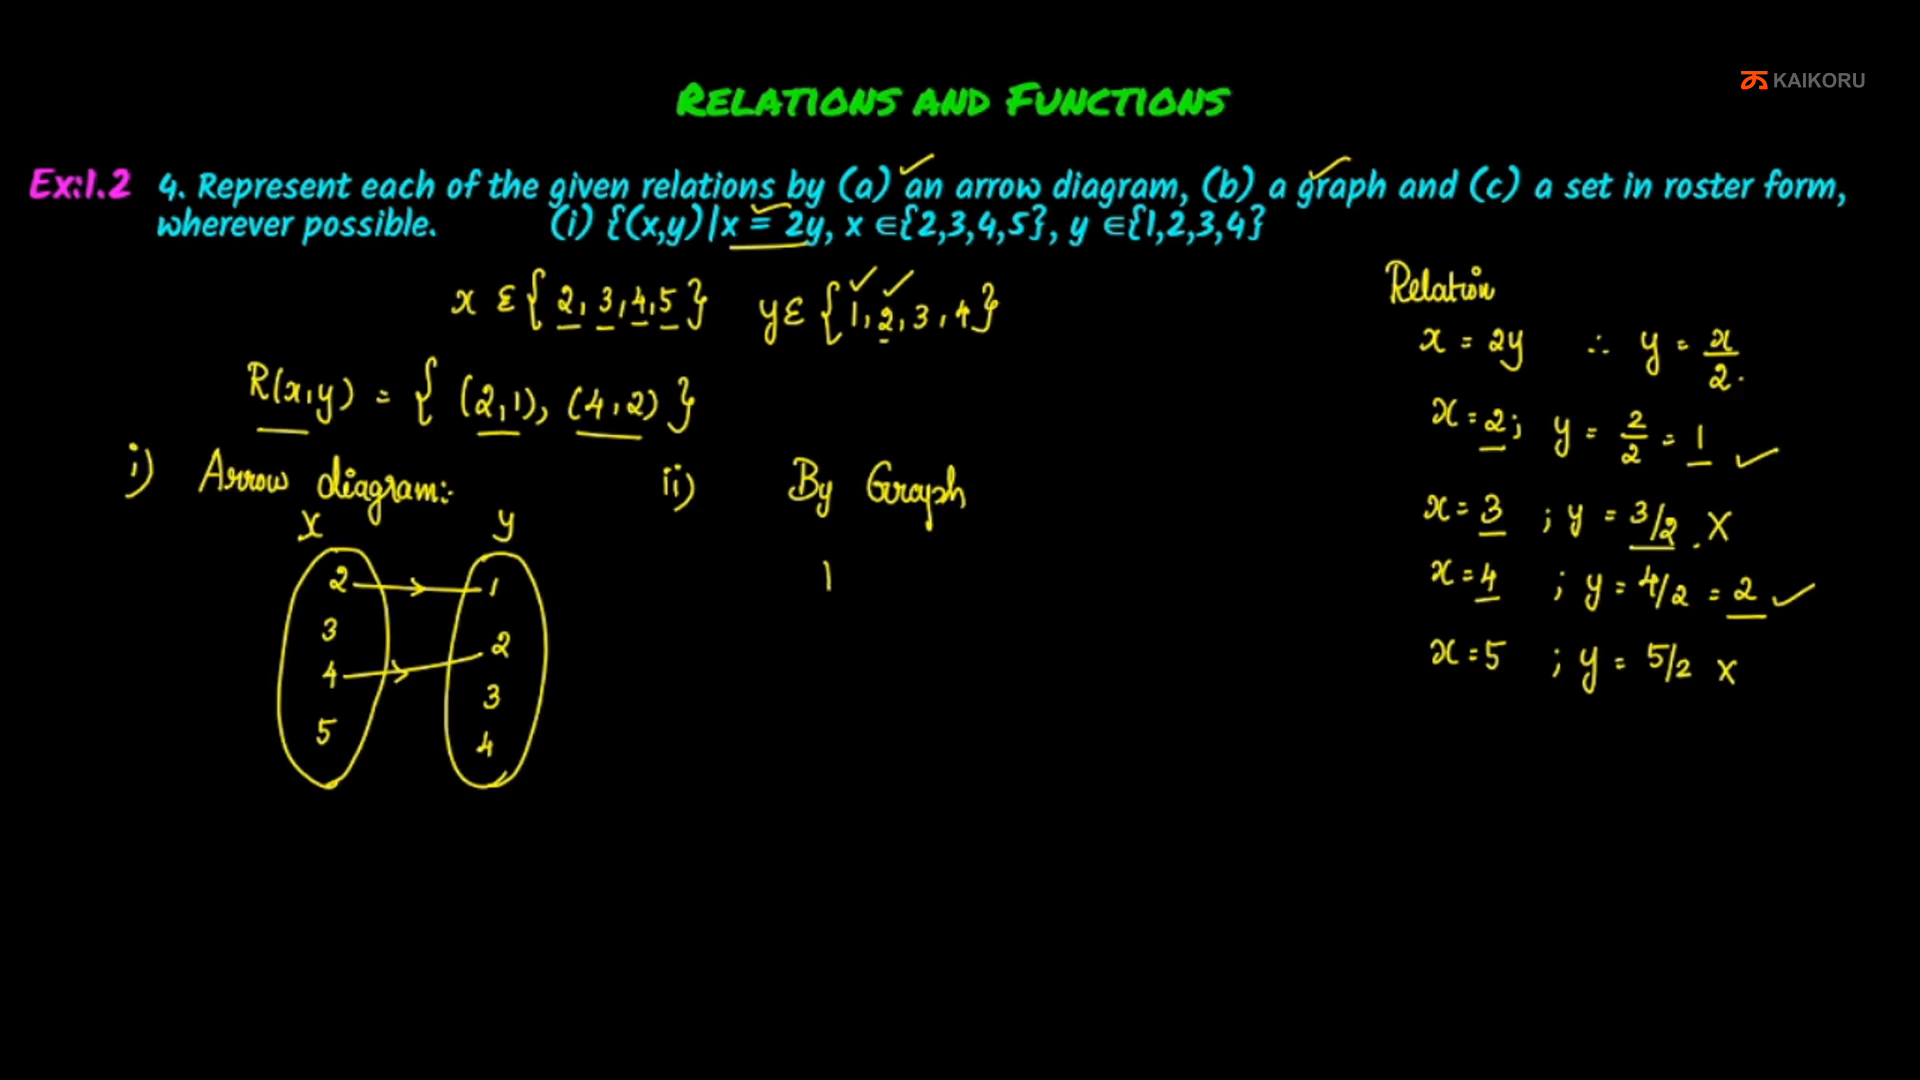 KAIKORU
RELATIONS AND FUNCTIONS
Ex:1.2 4. Represent each of the given relations by (a) an arrow diagram, (b) a graph and (c) a set in roster form,
wherever possible. (i) {(x,y)|x = 2y, x ∈{2,3,4,5}, y ∈{1,2,3,4}
x ε {2, 3, 4, 5} y ε {1, 2, 3, 4}
R(x,y) = { (2,1), (4,2) }
i) Arrow diagram:-
x y
2 1
3 2
4 3
5 4
ii) By Graph
Relation
x = 2y ∴ y = x/2.
x = 2; y = 2/2 = 1 ✓
x = 3 ; y = 3/2. X
x = 4 ; y = 4/2 = 2 ✓
x = 5 ; y = 5/2 X